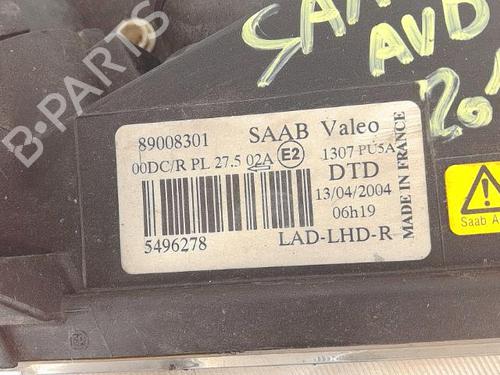 B-PARTS
AVD
20
89008301 SAAB Valeo
00DC/R PL 27.5 02A E2 1307 PU5A
DTD
13/04/2004
06h19
5496278 LAD-LHD-R
MADE IN FRANCE
Saab A